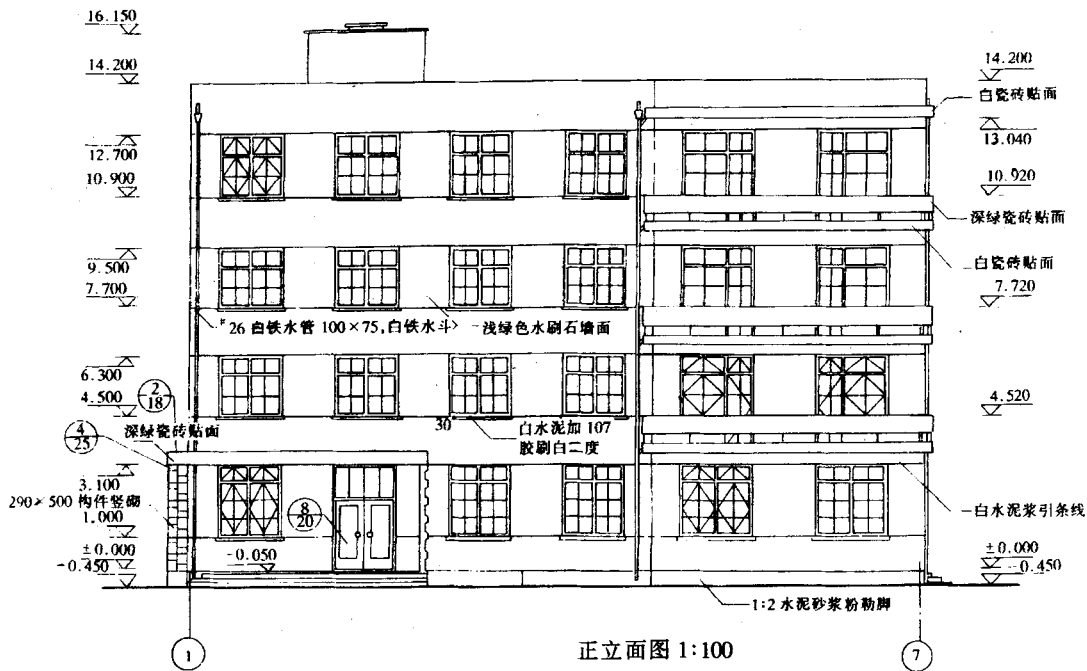 16.150
14.200
12.700
10.900
9.500
7.700
6.300
4.500
2
18
4
25
深绿瓷砖贴面
3.100
290×500 构件竖砌
1.000
±0.000
-0.450
-0.050
8
20
#26 白铁水管 100×75,白铁水斗
浅绿色水刷石墙面
30
白水泥加 107
胶刷白二度
14.200
白瓷砖贴面
13.040
10.920
深绿瓷砖贴面
白瓷砖贴面
7.720
4.520
白水泥浆引条线
±0.000
-0.450
1:2 水泥砂浆粉勒脚
1
正立面图 1:100
7